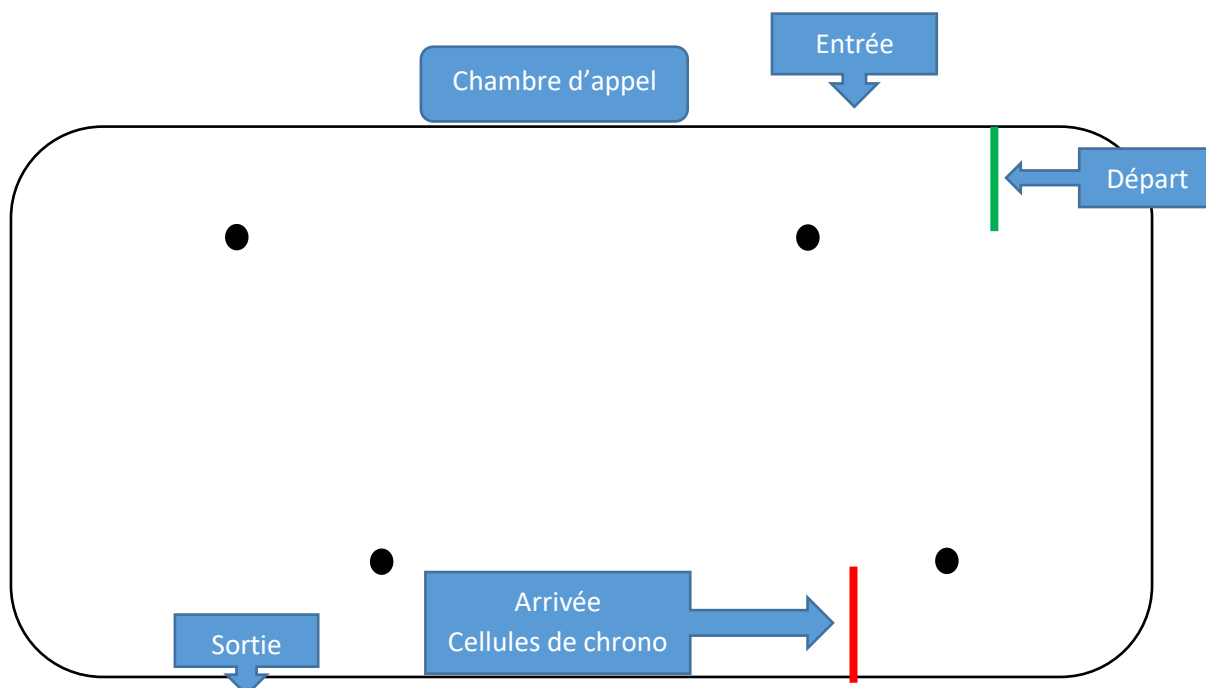 Entrée
Chambre d’appel
Départ
Arrivée
Cellules de chrono
Sortie